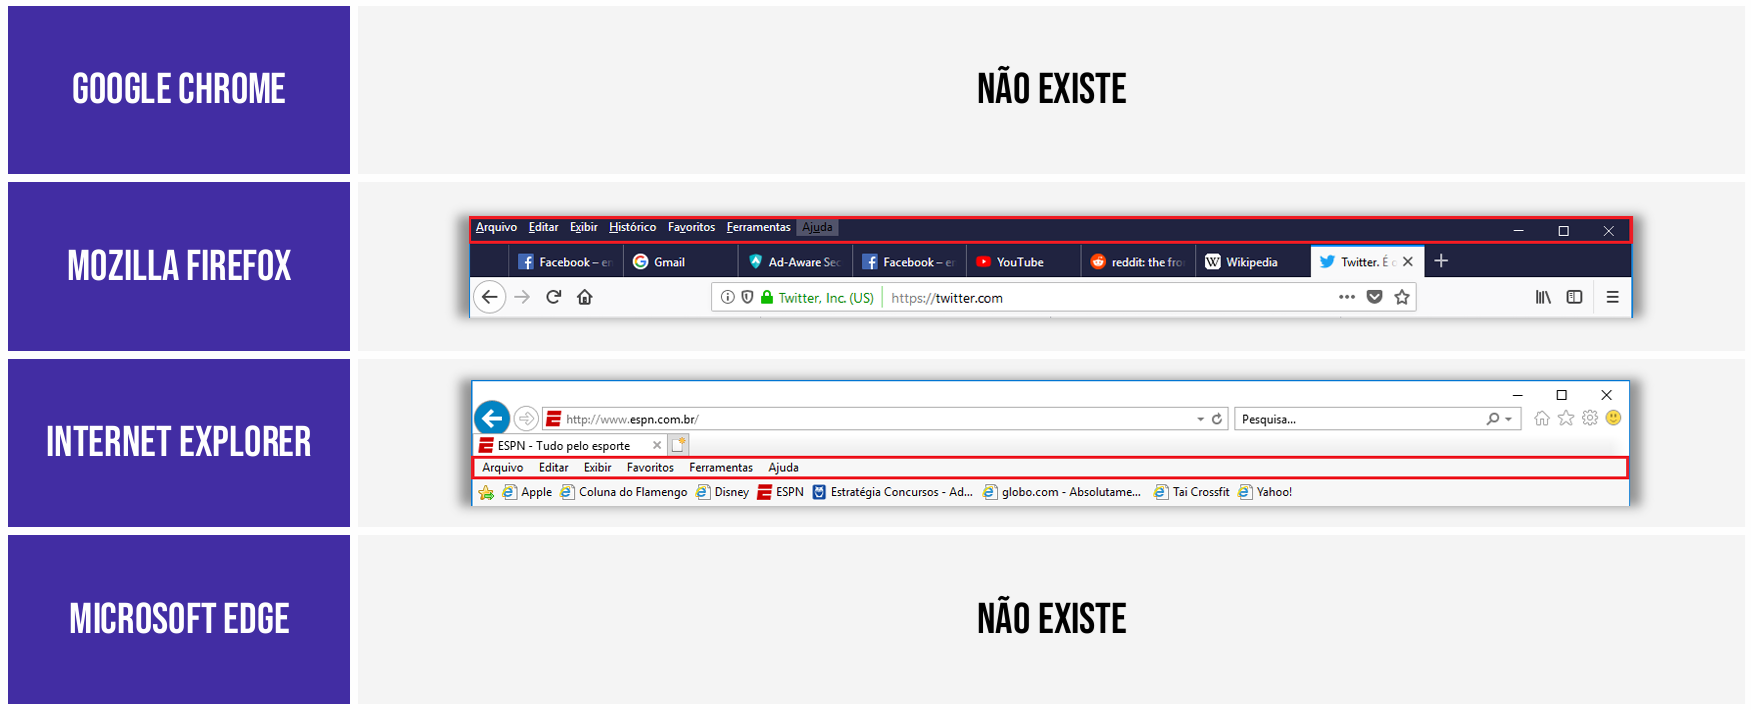 GOOGLE CHROME
NÃO EXISTE
MOZILLA FIREFOX
Arquivo Editar Exibir Histórico Favoritos Ferramentas Ajuda
Facebook – en Gmail Ad-Aware Sec Facebook – er YouTube reddit: the fro Wikipedia Twitter. É o
Twitter, Inc. (US) https://twitter.com
INTERNET EXPLORER
http://www.espn.com.br/ Pesquisa...
ESPN - Tudo pelo esporte
Arquivo Editar Exibir Favoritos Ferramentas Ajuda
Apple Coluna do Flamengo Disney ESPN Estratégia Concursos - Ad... globo.com - Absolutame... Tai Crossfit Yahoo!
MICROSOFT EDGE
NÃO EXISTE